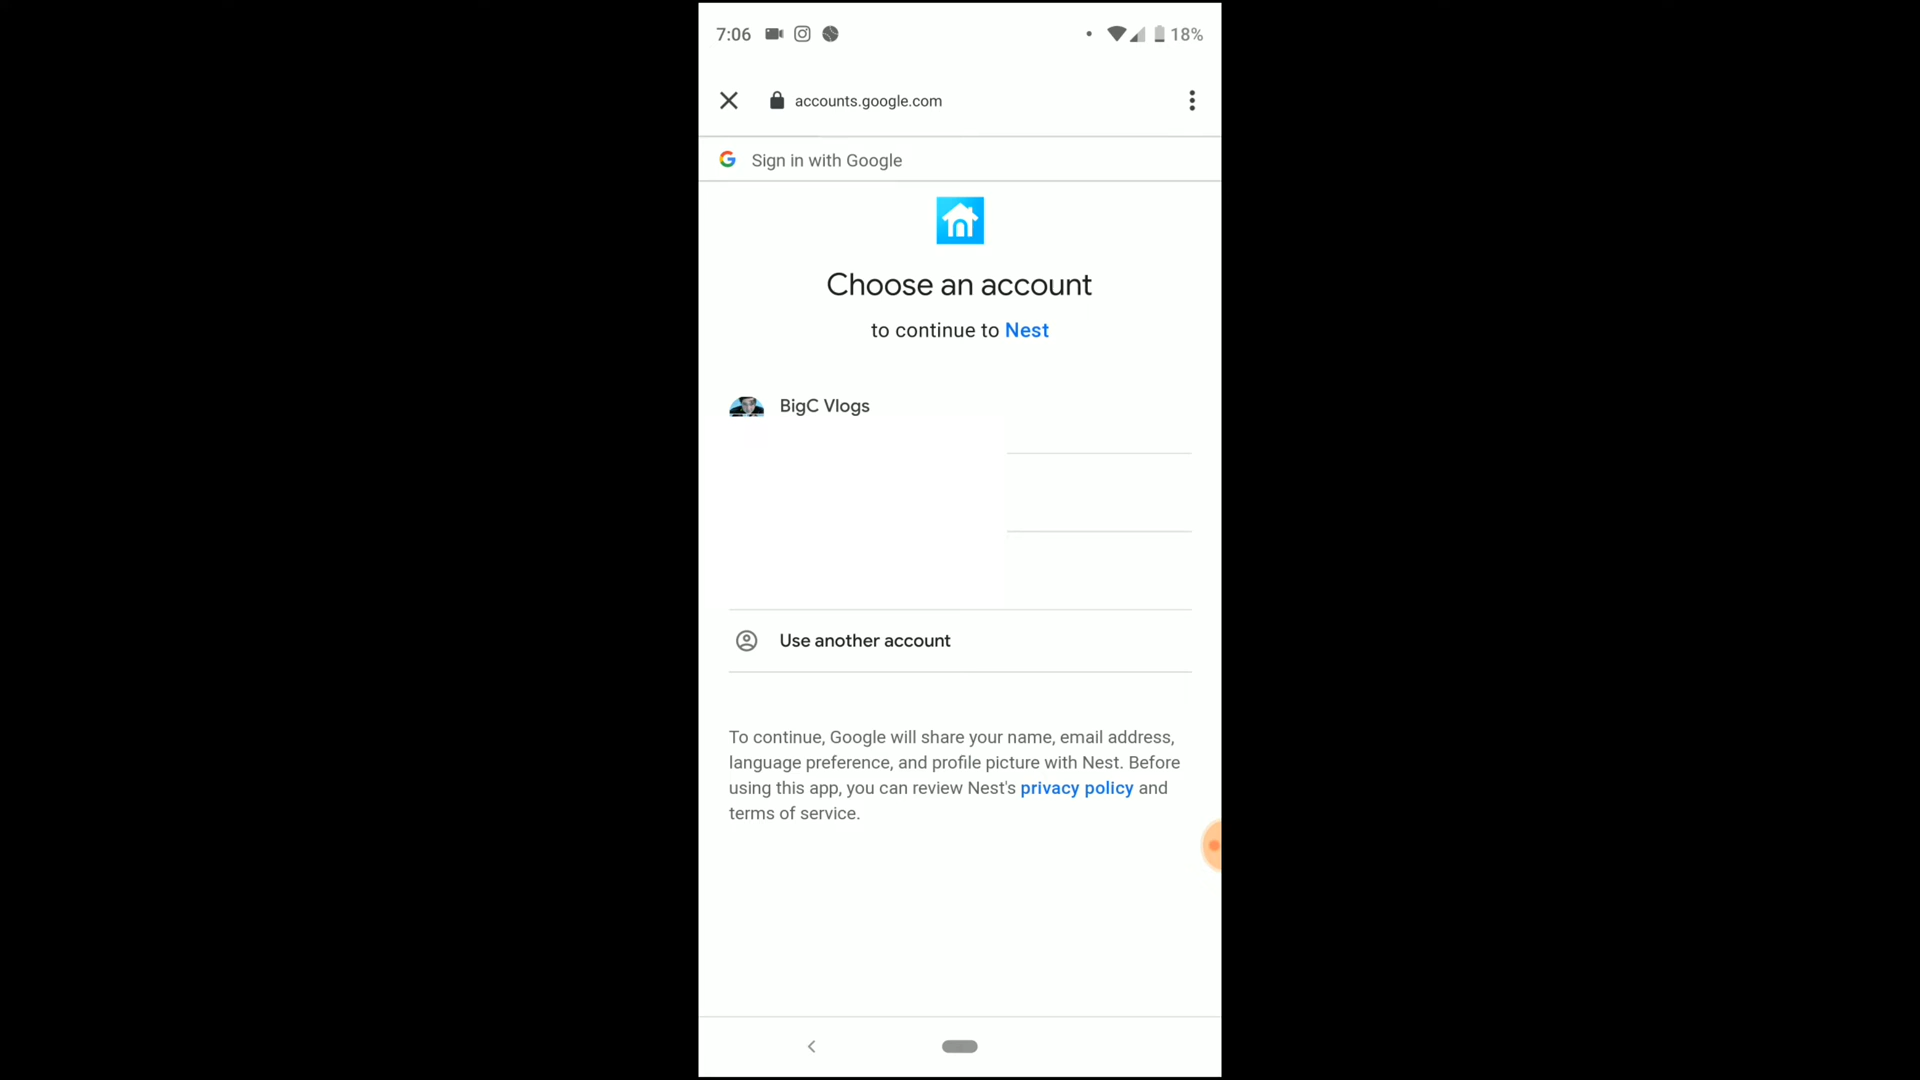 7:06
18%
accounts.google.com
Sign in with Google
Choose an account
to continue to Nest
BigC Vlogs
Use another account
To continue, Google will share your name, email address,
language preference, and profile picture with Nest. Before
using this app, you can review Nest's privacy policy and
terms of service.